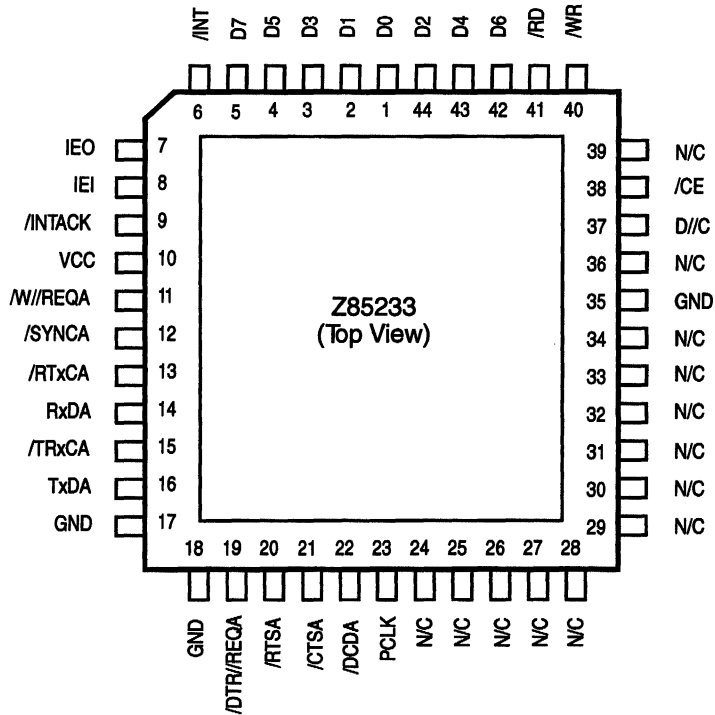 /INT D7 D5 D3 D1 D0 D2 D4 D6 /RD /WR
6 5 4 3 2 1 44 43 42 41 40
IEO 7 39 N/C
IEI 8 38 /CE
/INTACK 9 37 D//C
VCC 10 36 N/C
/W//REQA 11 35 GND
/SYNCA 12 34 N/C
/RTxCA 13 33 N/C
RxDA 14 32 N/C
/TRxCA 15 31 N/C
TxDA 16 30 N/C
GND 17 29 N/C
Z85233
(Top View)
18 19 20 21 22 23 24 25 26 27 28
GND /DTR//REQA /RTSA /CTSA /DCDA PCLK N/C N/C N/C N/C N/C